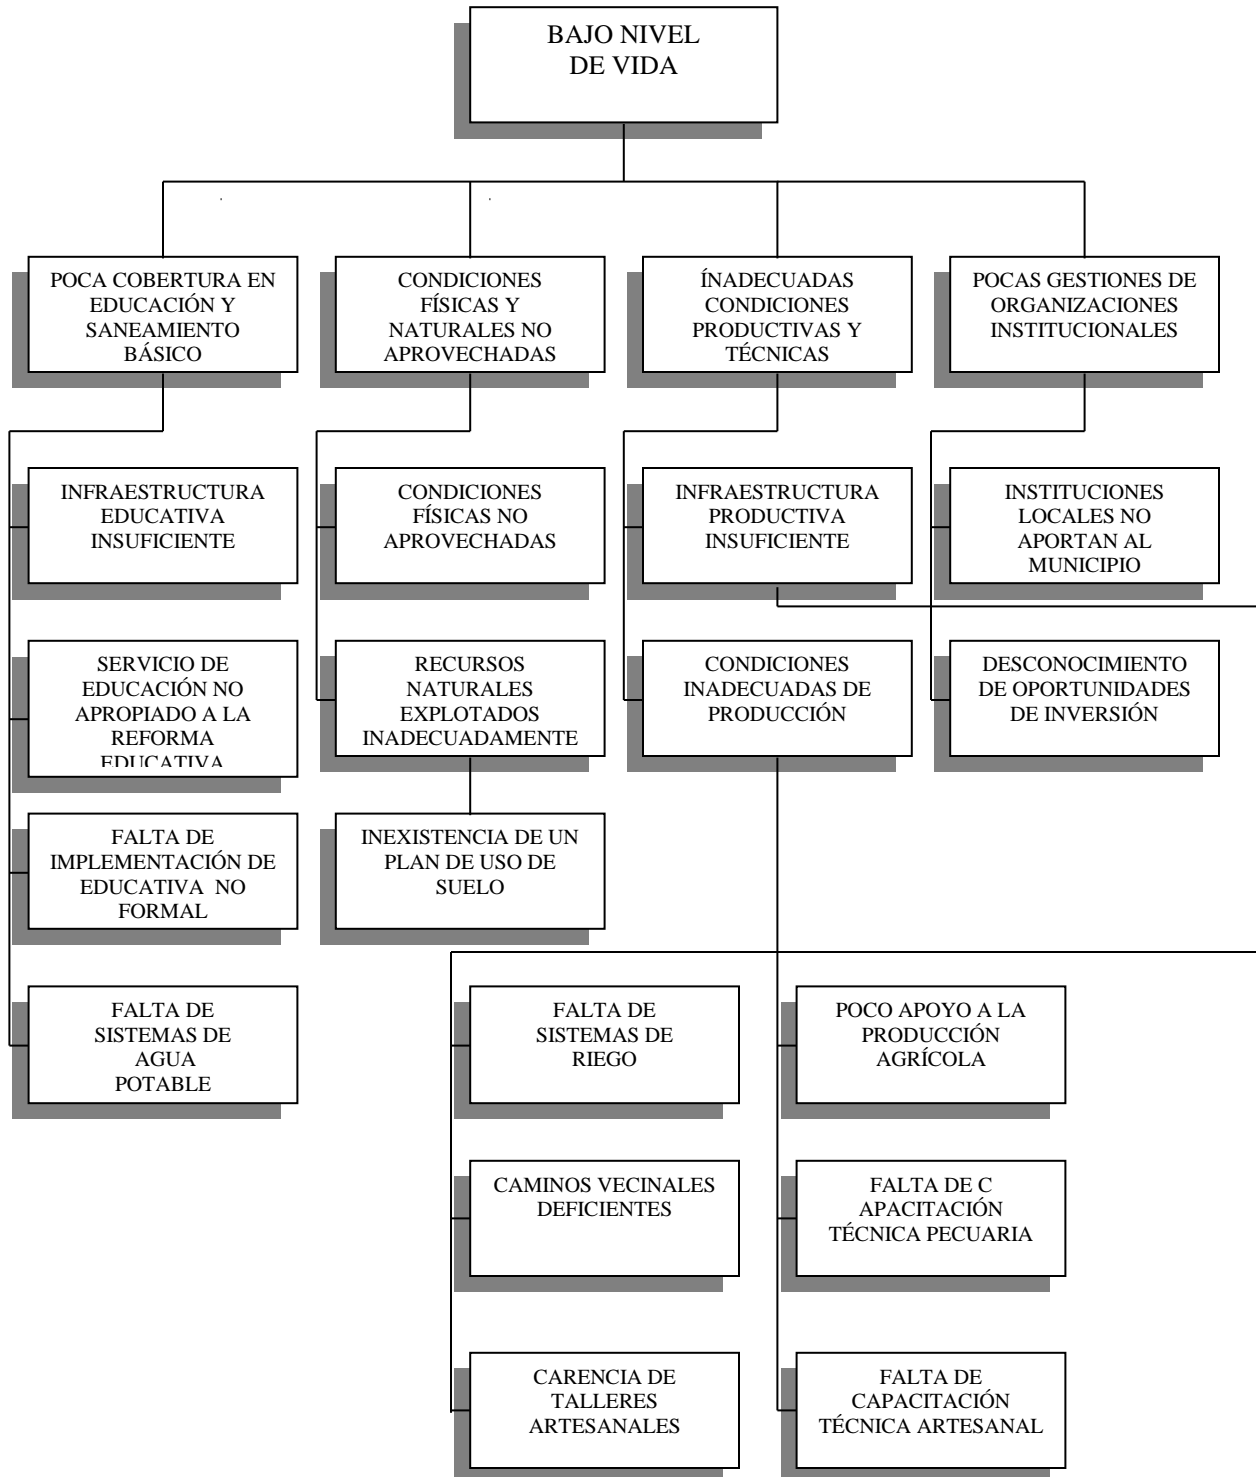 BAJO NIVEL
DE VIDA
POCA COBERTURA EN
EDUCACIÓN Y
SANEAMIENTO
BÁSICO
CONDICIONES
FÍSICAS Y
NATURALES NO
APROVECHADAS
ÍNADECUADAS
CONDICIONES
PRODUCTIVAS Y
TÉCNICAS
POCAS GESTIONES DE
ORGANIZACIONES
INSTITUCIONALES
INFRAESTRUCTURA
EDUCATIVA
INSUFICIENTE
CONDICIONES
FÍSICAS NO
APROVECHADAS
INFRAESTRUCTURA
PRODUCTIVA
INSUFICIENTE
INSTITUCIONES
LOCALES NO
APORTAN AL
MUNICIPIO
SERVICIO DE
EDUCACIÓN NO
APROPIADO A LA
REFORMA
EDUCATIVA
RECURSOS
NATURALES
EXPLOTADOS
INADECUADAMENTE
CONDICIONES
INADECUADAS DE
PRODUCCIÓN
DESCONOCIMIENTO
DE OPORTUNIDADES
DE INVERSIÓN
FALTA DE
IMPLEMENTACIÓN DE
EDUCATIVA  NO
FORMAL
INEXISTENCIA DE UN
PLAN DE USO DE
SUELO
FALTA DE
SISTEMAS DE
AGUA
POTABLE
FALTA DE
SISTEMAS DE
RIEGO
POCO APOYO A LA
PRODUCCIÓN
AGRÍCOLA
CAMINOS VECINALES
DEFICIENTES
FALTA DE C
APACITACIÓN
TÉCNICA PECUARIA
CARENCIA DE
TALLERES
ARTESANALES
FALTA DE
CAPACITACIÓN
TÉCNICA ARTESANAL